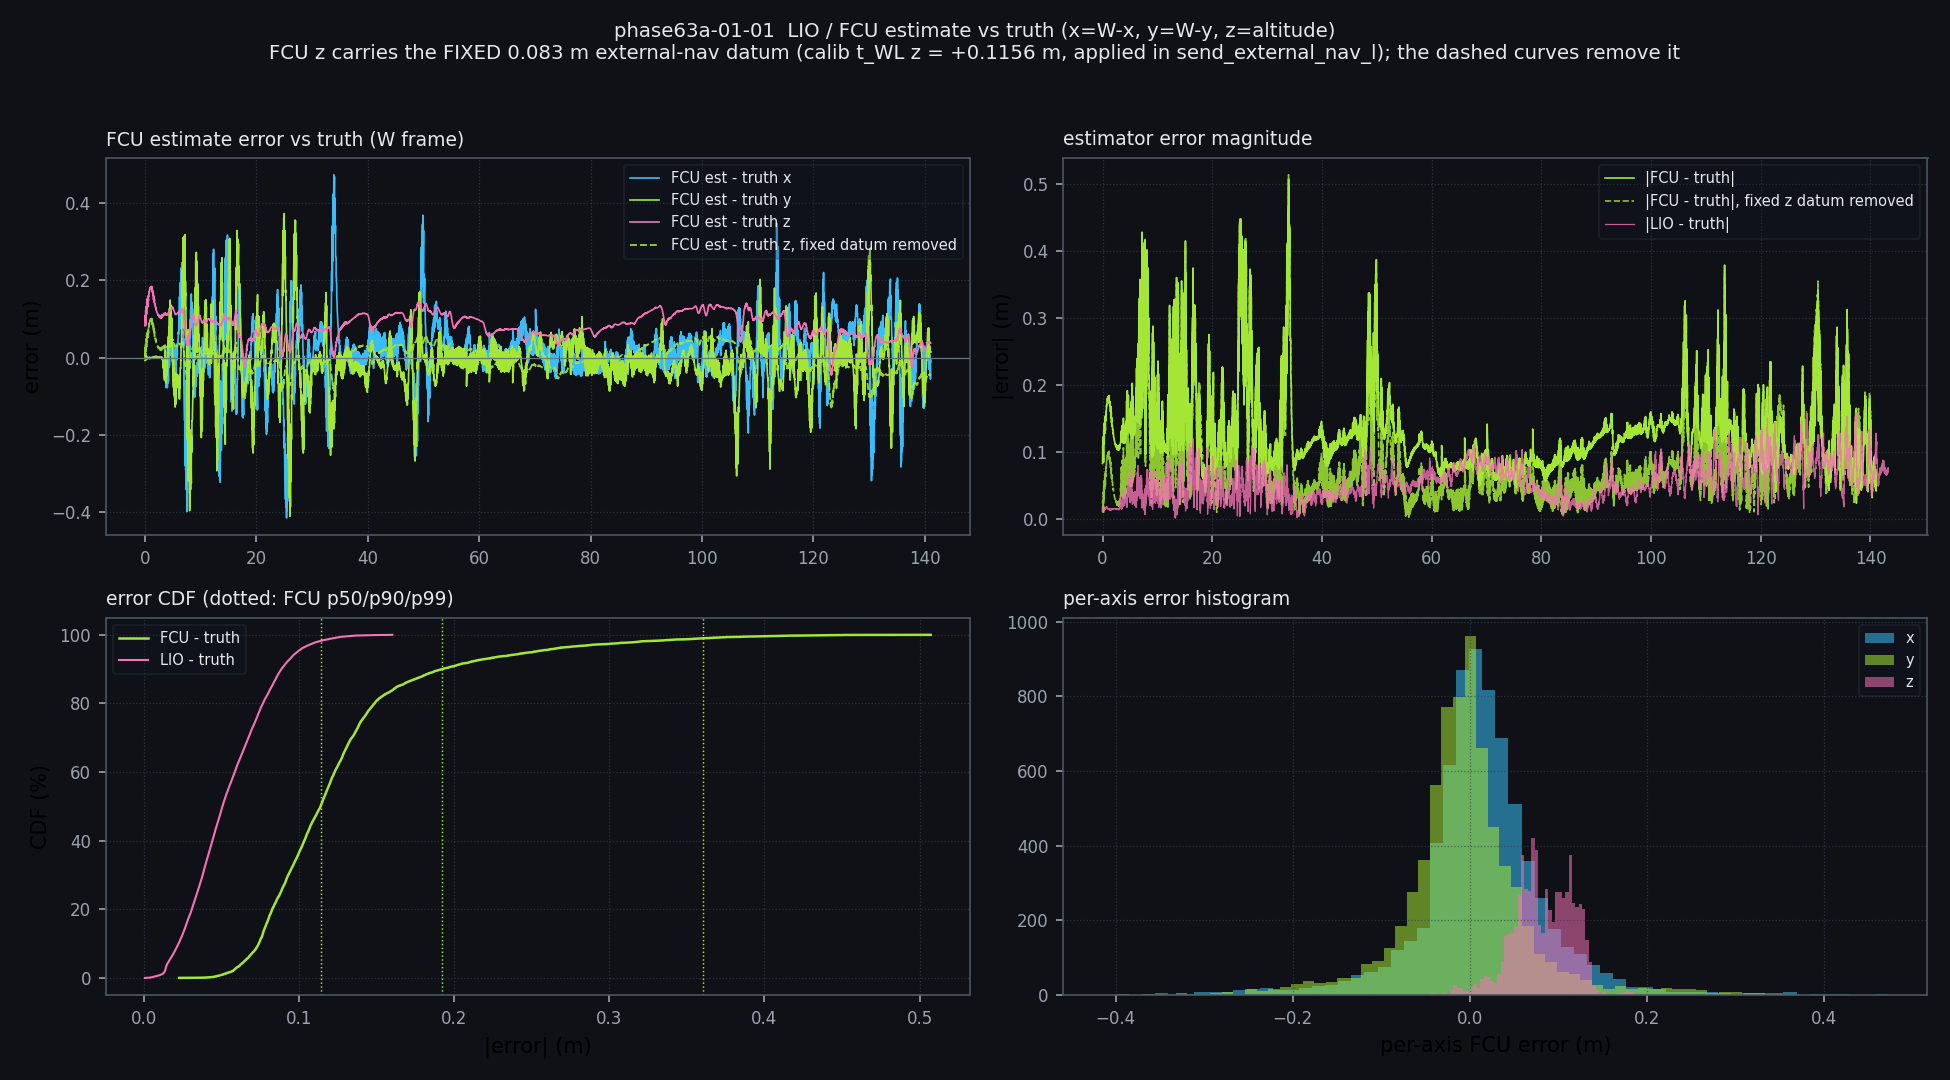 phase63a-01-01  LIO / FCU estimate vs truth (x=W-x, y=W-y, z=altitude)
FCU z carries the FIXED 0.083 m external-nav datum (calib t_WL z = +0.1156 m, applied in send_external_nav_l); the dashed curves remove it
FCU estimate error vs truth (W frame)
error (m)
0.4
0.2
0.0
−0.2
−0.4
FCU est - truth x
FCU est - truth y
FCU est - truth z
FCU est - truth z, fixed datum removed
0 20 40 60 80 100 120 140
estimator error magnitude
|error| (m)
0.5
0.4
0.3
0.2
0.1
0.0
|FCU - truth|
|FCU - truth|, fixed z datum removed
|LIO - truth|
0 20 40 60 80 100 120 140
error CDF (dotted: FCU p50/p90/p99)
CDF (%)
100
80
60
40
20
0
FCU - truth
LIO - truth
0.0 0.1 0.2 0.3 0.4 0.5
|error| (m)
per-axis error histogram
1000
800
600
400
200
0
x
y
z
−0.4 −0.2 0.0 0.2 0.4
per-axis FCU error (m)